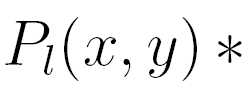 P_l(x, y) *